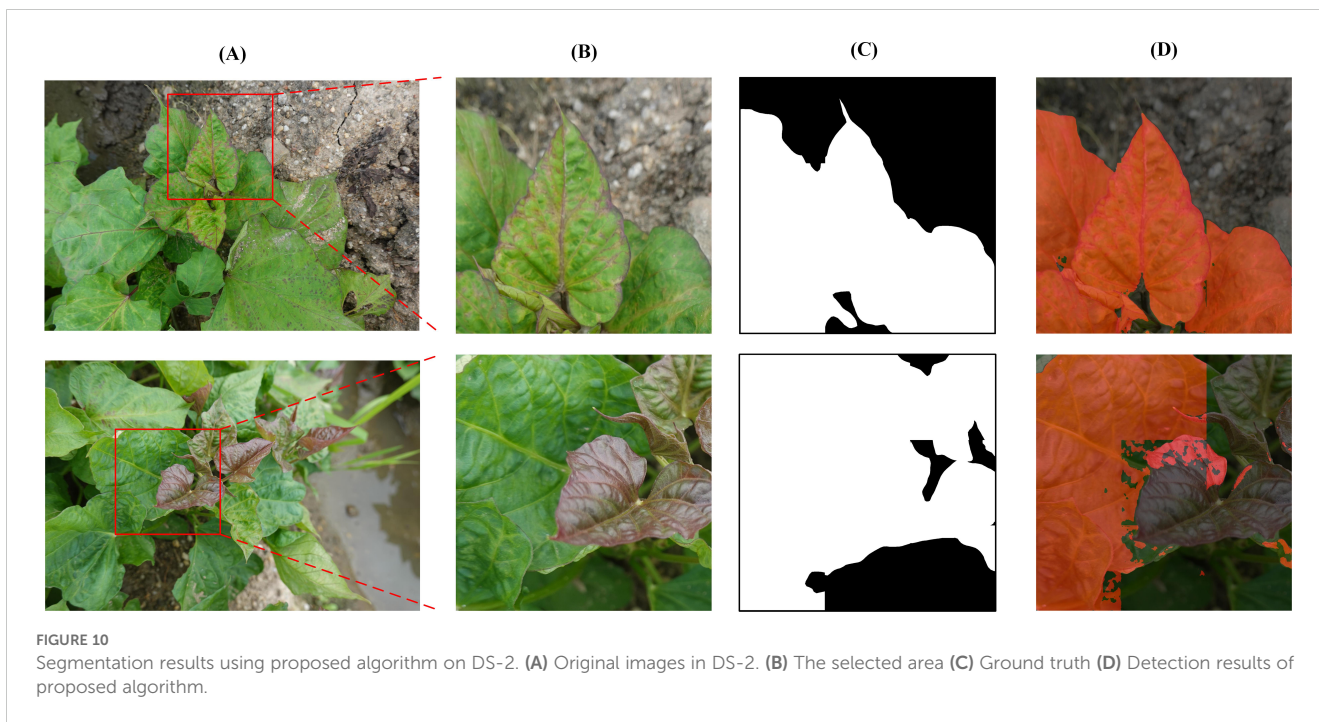 (A) (B) (C) (D)
FIGURE 10
Segmentation results using proposed algorithm on DS-2. (A) Original images in DS-2. (B) The selected area (C) Ground truth (D) Detection results of
proposed algorithm.